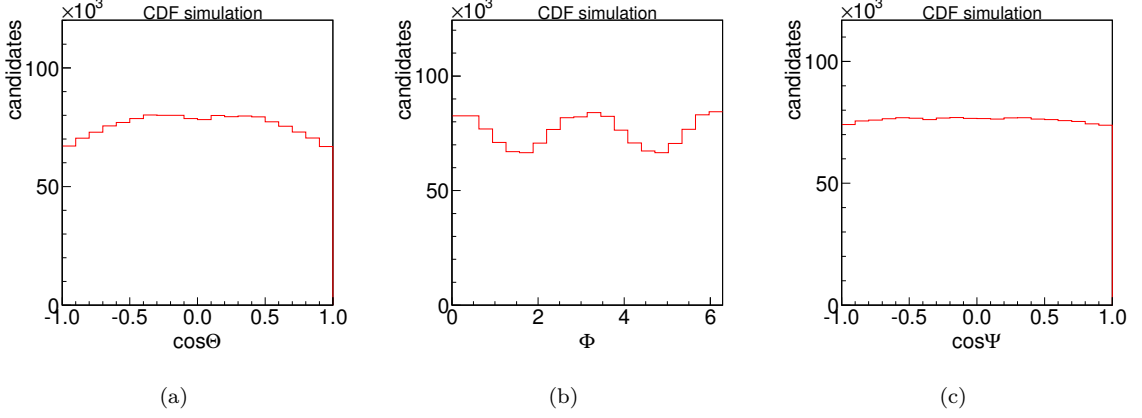 ×10³ CDF simulation
candidates
100
50
0
-1.0 -0.5 0.0 0.5 1.0
cosΘ
(a)
×10³ CDF simulation
candidates
100
50
0
0 2 4 6
Φ
(b)
×10³ CDF simulation
candidates
100
50
0
-1.0 -0.5 0.0 0.5 1.0
cosΨ
(c)